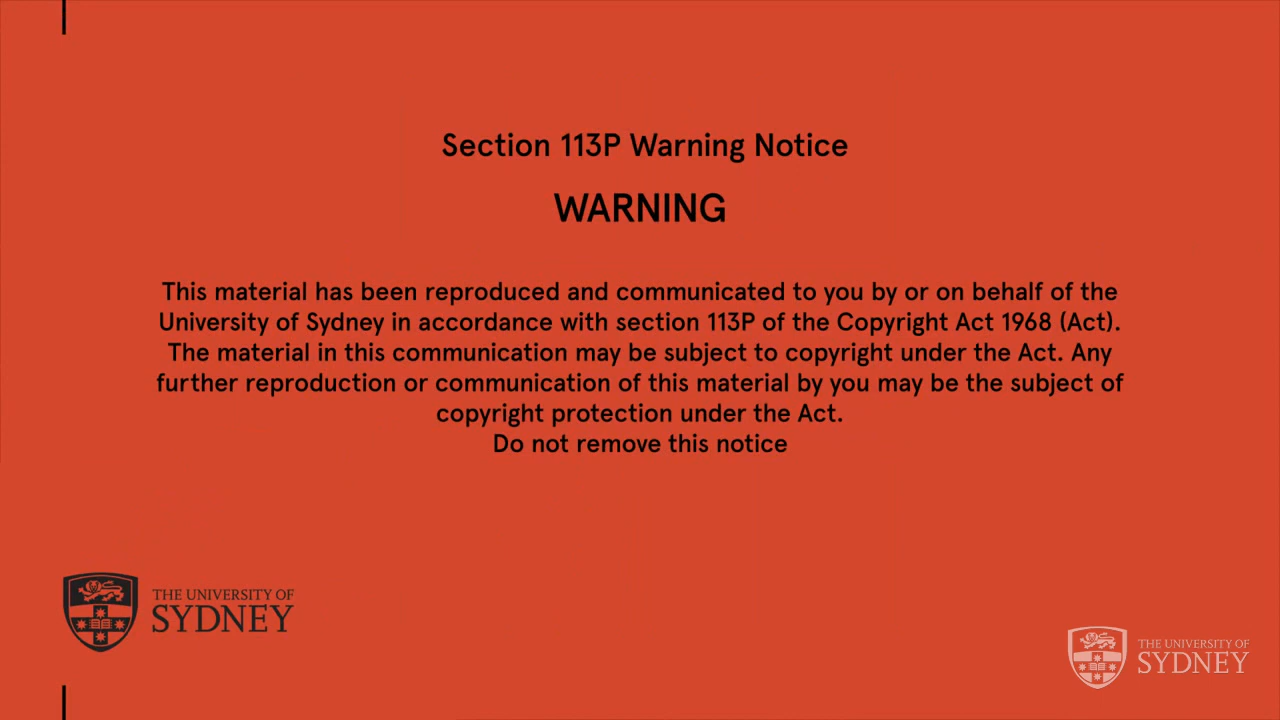 Section 113P Warning Notice
WARNING
This material has been reproduced and communicated to you by or on behalf of the
University of Sydney in accordance with section 113P of the Copyright Act 1968 (Act).
The material in this communication may be subject to copyright under the Act. Any
further reproduction or communication of this material by you may be the subject of
copyright protection under the Act.
Do not remove this notice
THE UNIVERSITY OF
SYDNEY
THE UNIVERSITY OF
SYDNEY